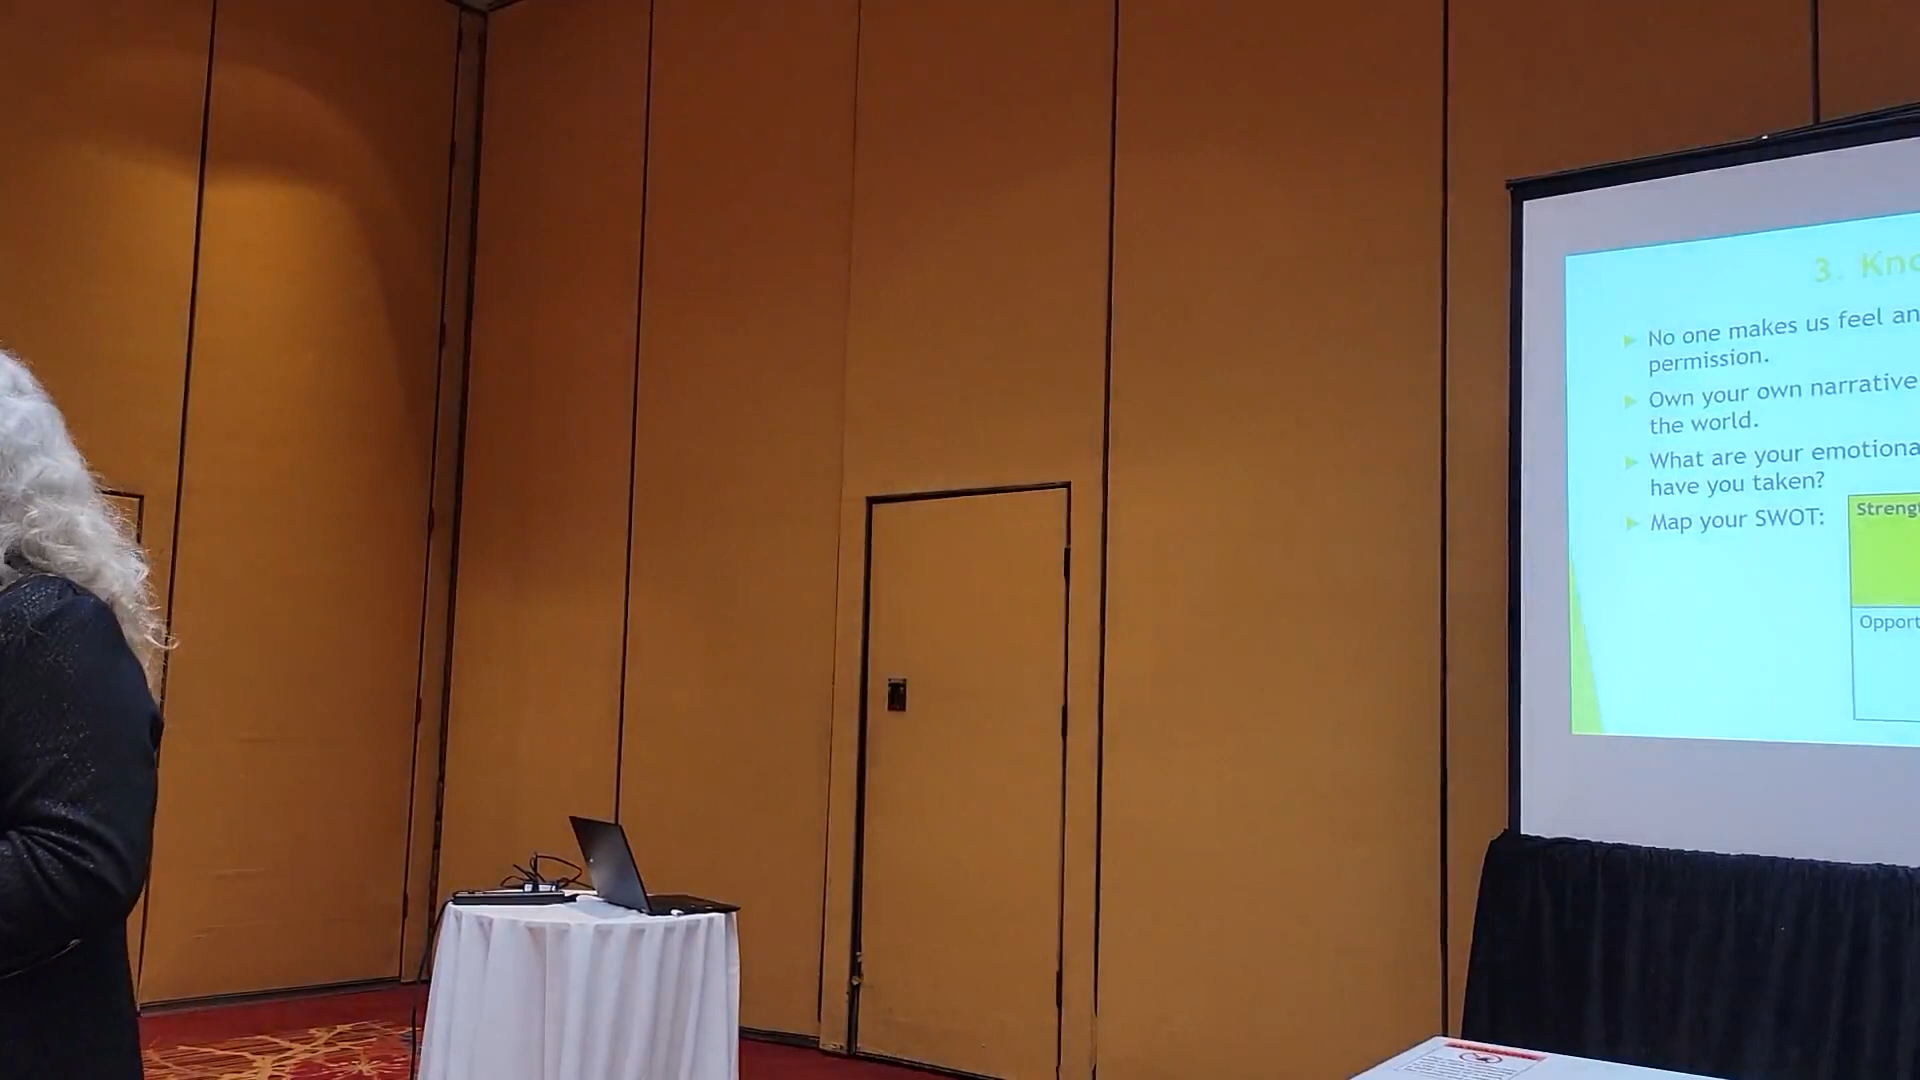 3. Kno
No one makes us feel an
permission.
Own your own narrative
the world.
What are your emotiona
have you taken?
Map your SWOT:
Streng
Opport